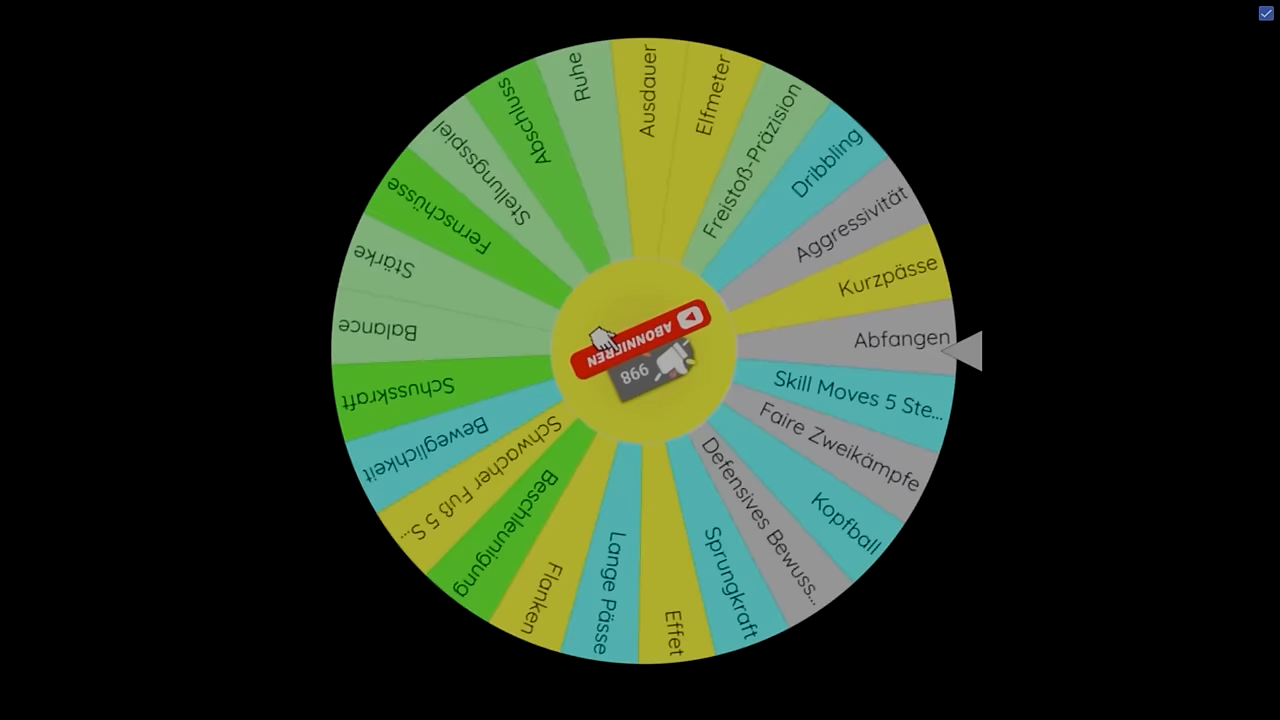 Ausdauer
Elfmeter
Freistoß-Präzision
Dribbling
Aggressivität
Kurzpässe
Abfangen
Skill Moves 5 Ste...
Faire Zweikämpfe
Kopfball
Defensives Bewuss...
Sprungkraft
Effet
Lange Pässe
Flanken
Beschleunigung
Schwacher Fuß 5 S...
Beweglichkeit
Schusskraft
Balance
Stärke
Fernschüsse
Stellungsspiel
Abschluss
Ruhe
ABONNIEREN
998